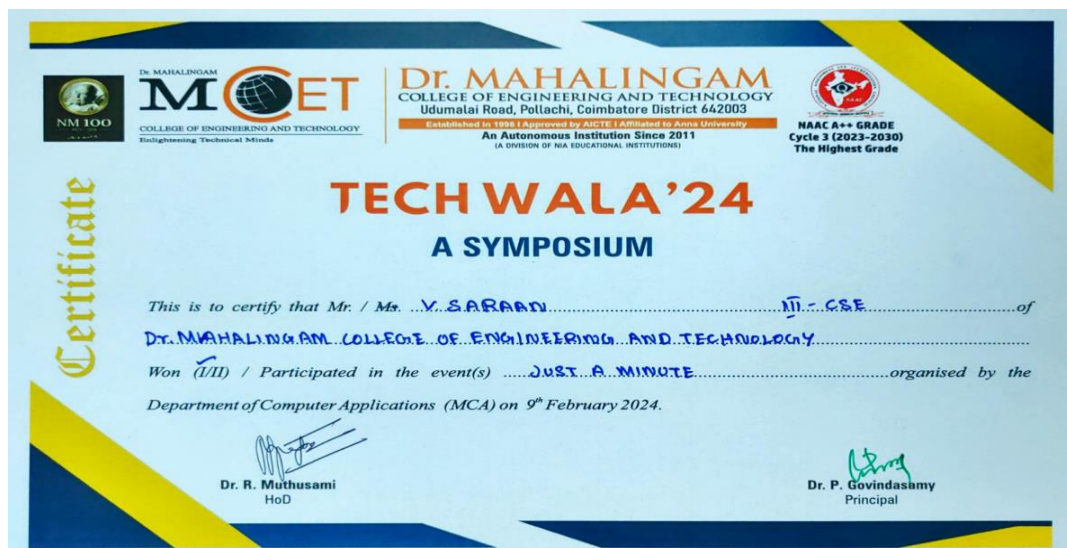 Certificate
NM 100
Dr. MAHALINGAM
MCET
COLLEGE OF ENGINEERING AND TECHNOLOGY
Enlightening Technical Minds
Dr. MAHALINGAM
COLLEGE OF ENGINEERING AND TECHNOLOGY
Udumalai Road, Pollachi, Coimbatore District 642003
Established in 1998 I Approved by AICTE I Affiliated to Anna University
An Autonomous Institution Since 2011
(A DIVISION OF NIA EDUCATIONAL INSTITUTIONS)
NAAC
NAAC A++ GRADE
Cycle 3 (2023-2030)
The Highest Grade
TECH WALA’24
A SYMPOSIUM
This is to certify that Mr. / Ms. V. SARAAN III - CSE of
Dr. MAHALINGAM COLLEGE OF ENGINEERING AND TECHNOLOGY
Won (I/II) / Participated in the event(s) JUST A MINUTE organised by the
Department of Computer Applications (MCA) on 9th February 2024.
Dr. R. Muthusami
HoD
Dr. P. Govindasamy
Principal